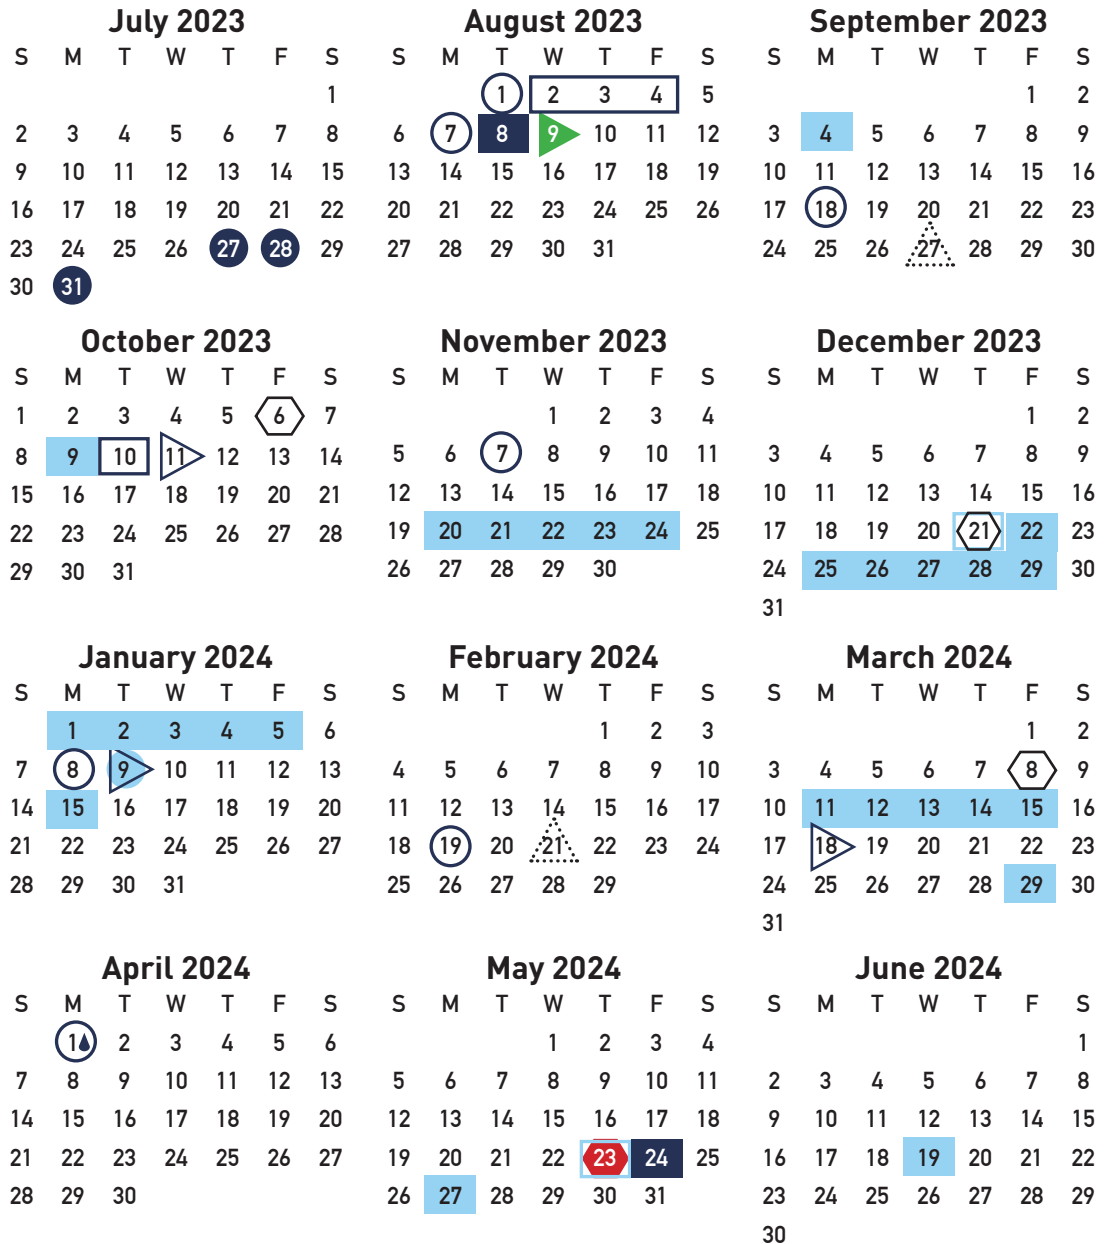 July 2023 August 2023 September 2023
S M T W T F S S M T W T F S S M T W T F S
1 1 2 3 4 5 1 2
2 3 4 5 6 7 8 6 7 8 9 10 11 12 3 4 5 6 7 8 9
9 10 11 12 13 14 15 13 14 15 16 17 18 19 10 11 12 13 14 15 16
16 17 18 19 20 21 22 20 21 22 23 24 25 26 17 18 19 20 21 22 23
23 24 25 26 27 28 29 27 28 29 30 31 24 25 26 27 28 29 30
30 31
October 2023 November 2023 December 2023
S M T W T F S S M T W T F S S M T W T F S
1 2 3 4 5 6 7 1 2 3 4 1 2
8 9 10 11 12 13 14 5 6 7 8 9 10 11 3 4 5 6 7 8 9
15 16 17 18 19 20 21 12 13 14 15 16 17 18 10 11 12 13 14 15 16
22 23 24 25 26 27 28 19 20 21 22 23 24 25 17 18 19 20 21 22 23
29 30 31 26 27 28 29 30 24 25 26 27 28 29 30
31
January 2024 February 2024 March 2024
S M T W T F S S M T W T F S S M T W T F S
1 2 3 4 5 6 1 2 3 1 2
7 8 9 10 11 12 13 4 5 6 7 8 9 10 3 4 5 6 7 8 9
14 15 16 17 18 19 20 11 12 13 14 15 16 17 10 11 12 13 14 15 16
21 22 23 24 25 26 27 18 19 20 21 22 23 24 17 18 19 20 21 22 23
28 29 30 31 25 26 27 28 29 24 25 26 27 28 29 30
31
April 2024 May 2024 June 2024
S M T W T F S S M T W T F S S M T W T F S
1 2 3 4 5 6 1 2 3 4 1
7 8 9 10 11 12 13 5 6 7 8 9 10 11 2 3 4 5 6 7 8
14 15 16 17 18 19 20 12 13 14 15 16 17 18 9 10 11 12 13 14 15
21 22 23 24 25 26 27 19 20 21 22 23 24 25 16 17 18 19 20 21 22
28 29 30 26 27 28 29 30 31 23 24 25 26 27 28 29
30